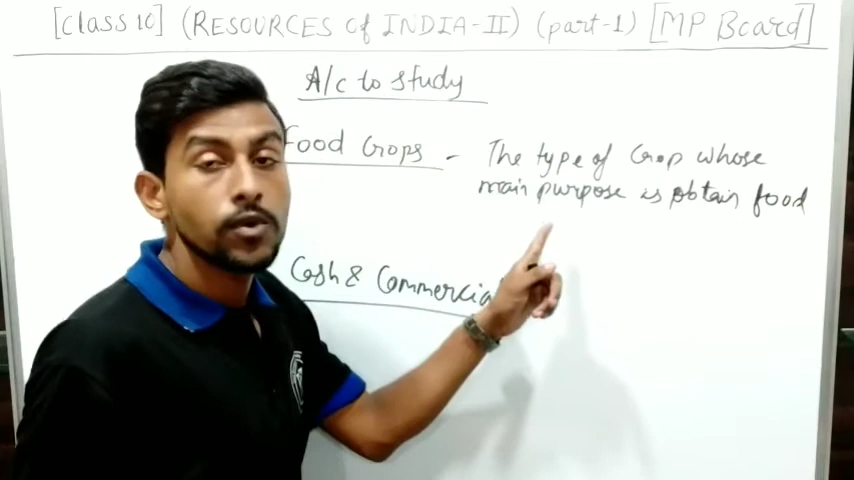 [Class 10] (RESOURCES Of INDIA-II) (part-1) [MP Board]
A/c to study
Food Crops - The type of Crop whose
main purpose is obtain food
Cash & Commercial